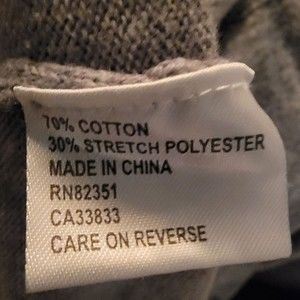 70% COTTON
30% STRETCH POLYESTER
MADE IN CHINA
RN82351
CA33833
CARE ON REVERSE